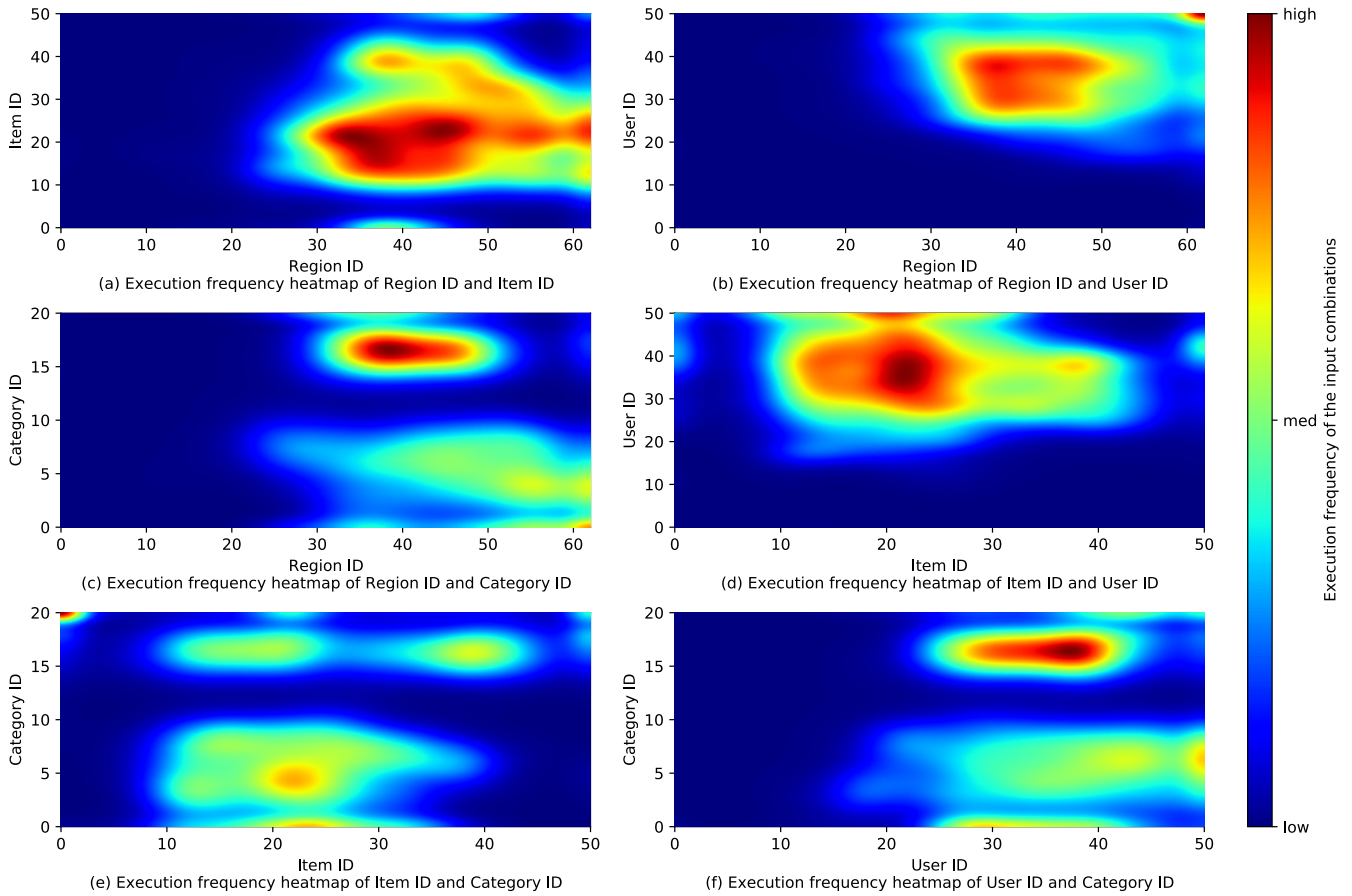 50
40
30
20
10
0
Item ID
0 10 20 30 40 50 60
Region ID
(a) Execution frequency heatmap of Region ID and Item ID
50
40
30
20
10
0
User ID
0 10 20 30 40 50 60
Region ID
(b) Execution frequency heatmap of Region ID and User ID
20
15
10
5
0
Category ID
0 10 20 30 40 50 60
Region ID
(c) Execution frequency heatmap of Region ID and Category ID
50
40
30
20
10
0
User ID
0 10 20 30 40 50
Item ID
(d) Execution frequency heatmap of Item ID and User ID
20
15
10
5
0
Category ID
0 10 20 30 40 50
Item ID
(e) Execution frequency heatmap of Item ID and Category ID
20
15
10
5
0
Category ID
0 10 20 30 40 50
User ID
(f) Execution frequency heatmap of User ID and Category ID
high
med
low
Execution frequency of the input combinations